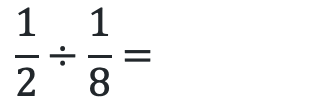 1/2 ÷ 1/8 =